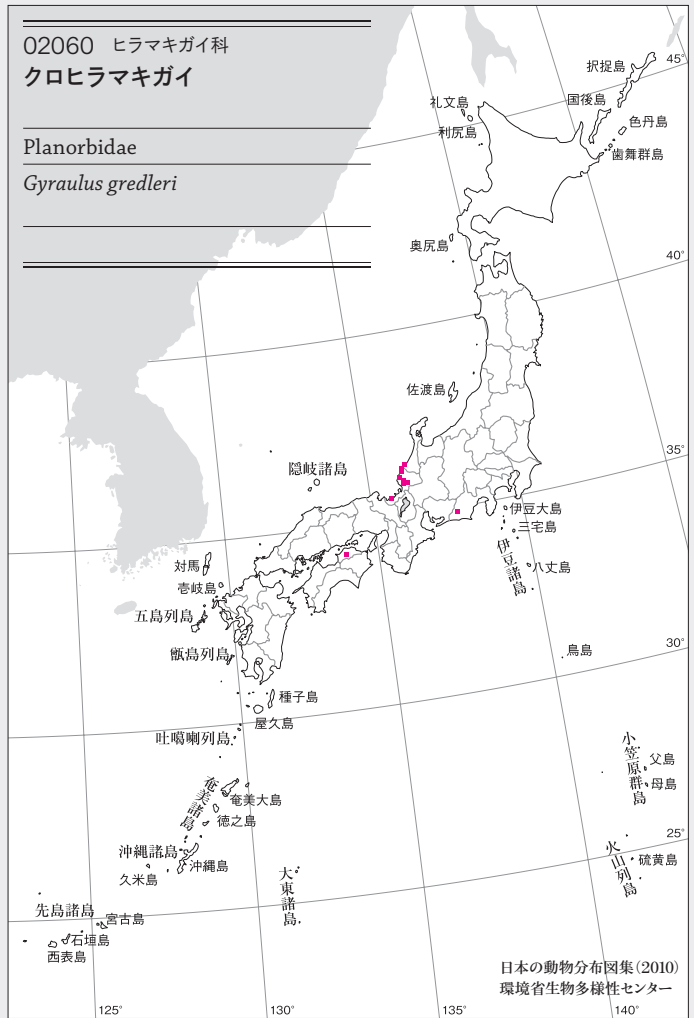 02060 ヒラマキガイ科
クロヒラマキガイ
Planorbidae
Gyraulus gredleri
45°
択捉島
国後島
礼文島
色丹島
利尻島
歯舞群島
奥尻島
40°
佐渡島
35°
隠岐諸島
伊豆大島
三宅島
伊豆諸島
八丈島
対馬
壱岐島
五島列島
甑島列島
鳥島
30°
種子島
屋久島
吐噶喇列島
小笠原群島
父島
母島
奄美諸島
奄美大島
徳之島
25°
沖縄諸島
沖縄島
久米島
火山列島
硫黄島
大東諸島
先島諸島
宮古島
石垣島
西表島
日本の動物分布図集(2010)
環境省生物多様性センター
125°
130°
135°
140°